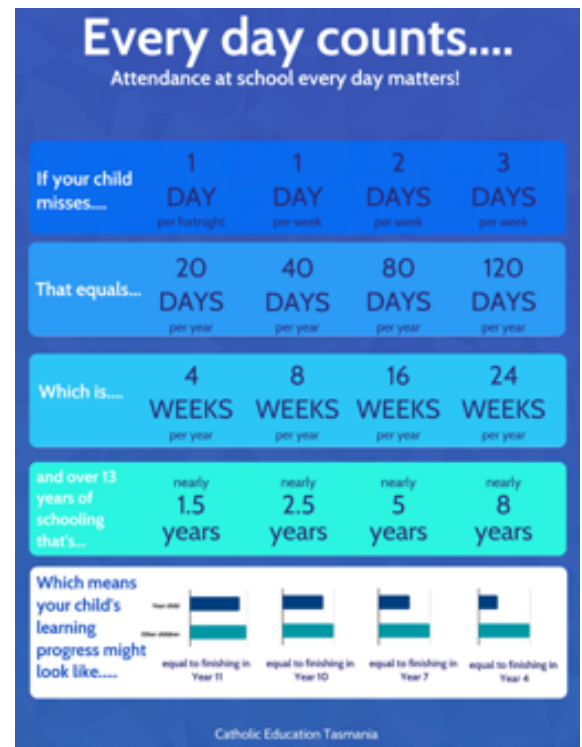 Every day counts....
Attendance at school every day matters!
If your child
misses....
1
DAY
per fortnight
1
DAY
per week
2
DAYS
per week
3
DAYS
per week
That equals...
20
DAYS
per year
40
DAYS
per year
80
DAYS
per year
120
DAYS
per year
Which is....
4
WEEKS
per year
8
WEEKS
per year
16
WEEKS
per year
24
WEEKS
per year
and over 13
years of
schooling
that's...
nearly
1.5
years
nearly
2.5
years
nearly
5
years
nearly
8
years
Which means
your child's
learning
progress might
look like.....
Your child
Other children
equal to finishing in
Year 11
equal to finishing in
Year 10
equal to finishing in
Year 7
equal to finishing in
Year 4
Catholic Education Tasmania